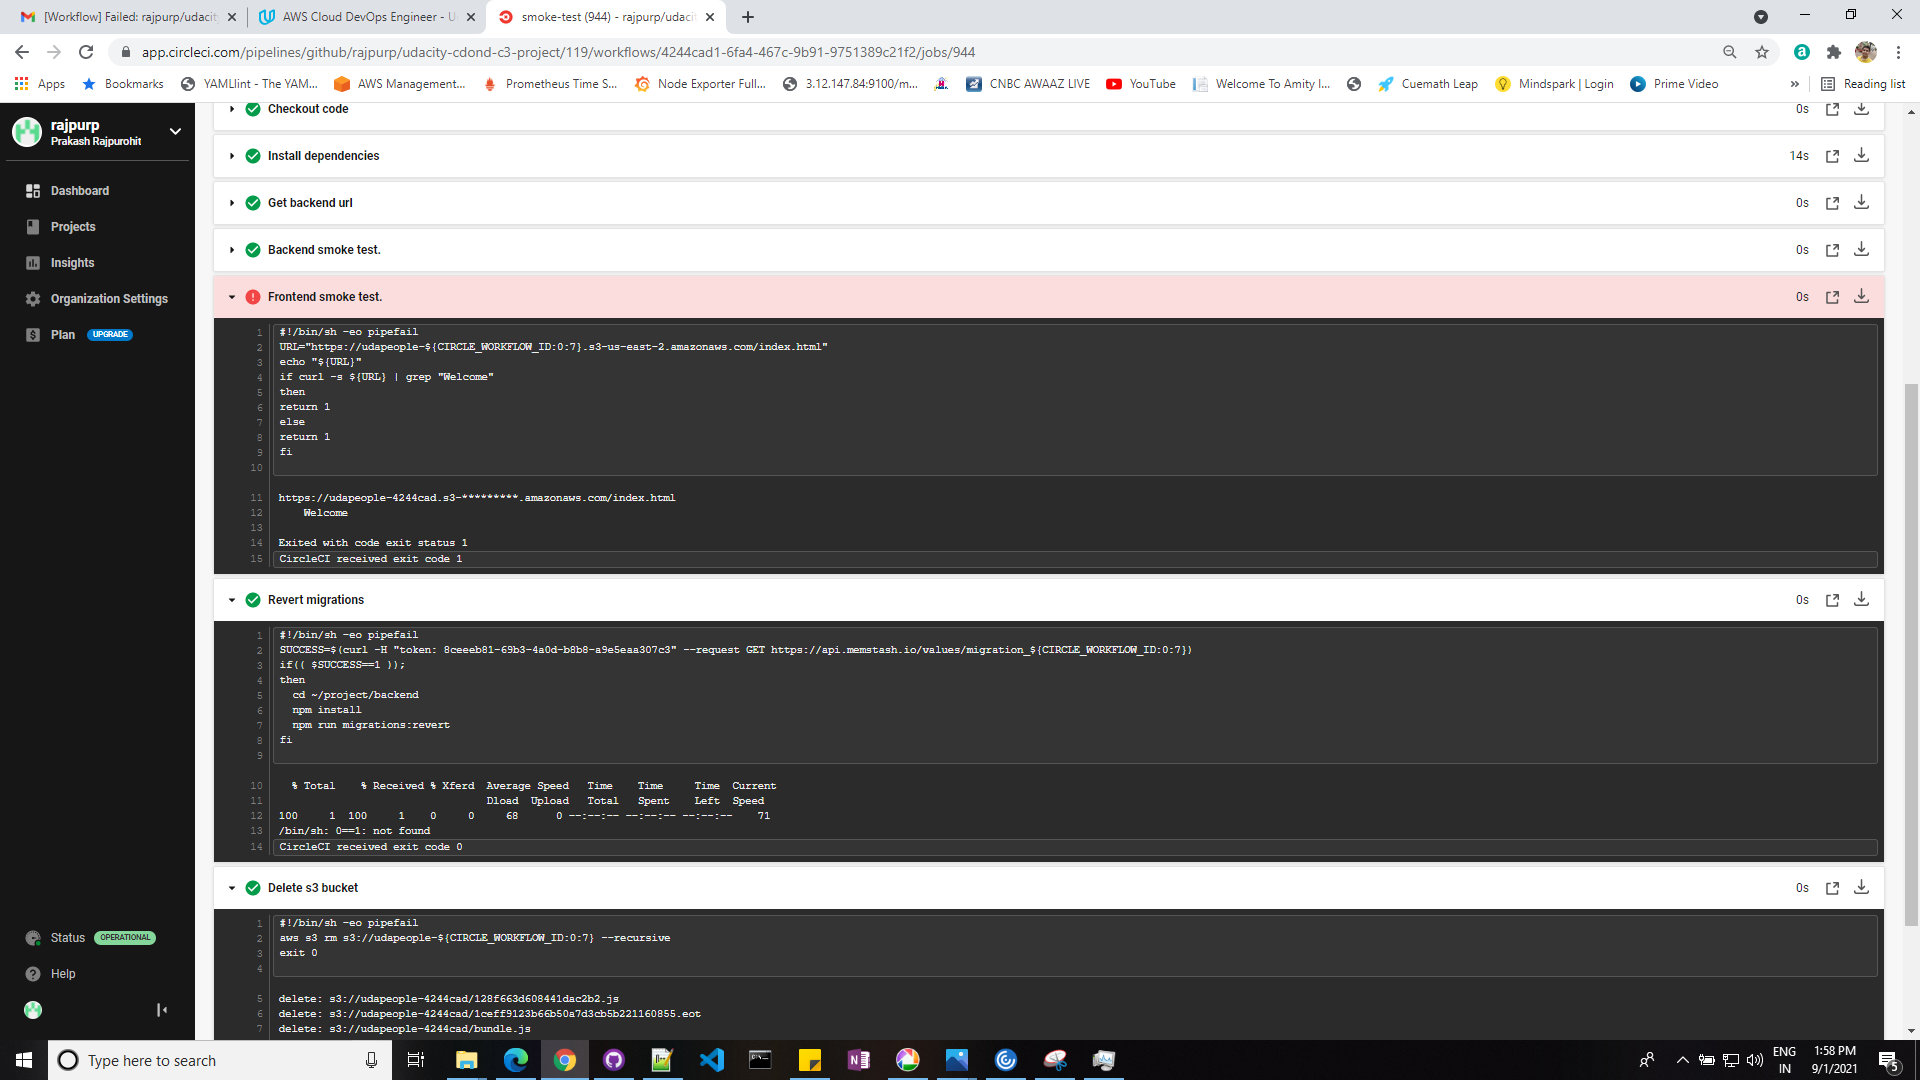 [Workflow] Failed: rajpurp/udacity
AWS Cloud DevOps Engineer - U
smoke-test (944) - rajpurp/udacit
app.circleci.com/pipelines/github/rajpurp/udacity-cdond-c3-project/119/workflows/4244cad1-6fa4-467c-9b91-9751389c21f2/jobs/944
Apps
Bookmarks
YAMLlint - The YAM...
AWS Management...
Prometheus Time S...
Node Exporter Full...
3.12.147.84:9100/m...
CNBC AWAAZ LIVE
YouTube
Welcome To Amity I...
Cuemath Leap
Mindspark | Login
Prime Video
»
Reading list
rajpurp
Prakash Rajpurohit
Dashboard
Projects
Insights
Organization Settings
Plan UPGRADE
Status OPERATIONAL
Help
Checkout code 0s
Install dependencies 14s
Get backend url 0s
Backend smoke test. 0s
Frontend smoke test. 0s
1 #!/bin/sh -eo pipefail
2 URL="https://udapeople-${CIRCLE_WORKFLOW_ID:0:7}.s3-us-east-2.amazonaws.com/index.html"
3 echo "${URL}"
4 if curl -s ${URL} | grep "Welcome"
5 then
6 return 1
7 else
8 return 1
9 fi
10
11 https://udapeople-4244cad.s3-*********.amazonaws.com/index.html
12 Welcome
13
14 Exited with code exit status 1
15 CircleCI received exit code 1
Revert migrations 0s
1 #!/bin/sh -eo pipefail
2 SUCCESS=$(curl -H "token: 8ceeeb81-69b3-4a0d-b8b8-a9e5eaa307c3" --request GET https://api.memstash.io/values/migration_${CIRCLE_WORKFLOW_ID:0:7})
3 if(( $SUCCESS==1 ));
4 then
5 cd ~/project/backend
6 npm install
7 npm run migrations:revert
8 fi
9
10 % Total % Received % Xferd Average Speed Time Time Time Current
11 Dload Upload Total Spent Left Speed
12 100 1 100 1 0 0 68 0 --:--:-- --:--:-- --:--:-- 71
13 /bin/sh: 0==1: not found
14 CircleCI received exit code 0
Delete s3 bucket 0s
1 #!/bin/sh -eo pipefail
2 aws s3 rm s3://udapeople-${CIRCLE_WORKFLOW_ID:0:7} --recursive
3 exit 0
4
5 delete: s3://udapeople-4244cad/128f663d608441dac2b2.js
6 delete: s3://udapeople-4244cad/1ceff9123b66b50a7d3cb5b221160855.eot
7 delete: s3://udapeople-4244cad/bundle.js
Type here to search
ENG
IN
1:58 PM
9/1/2021
5